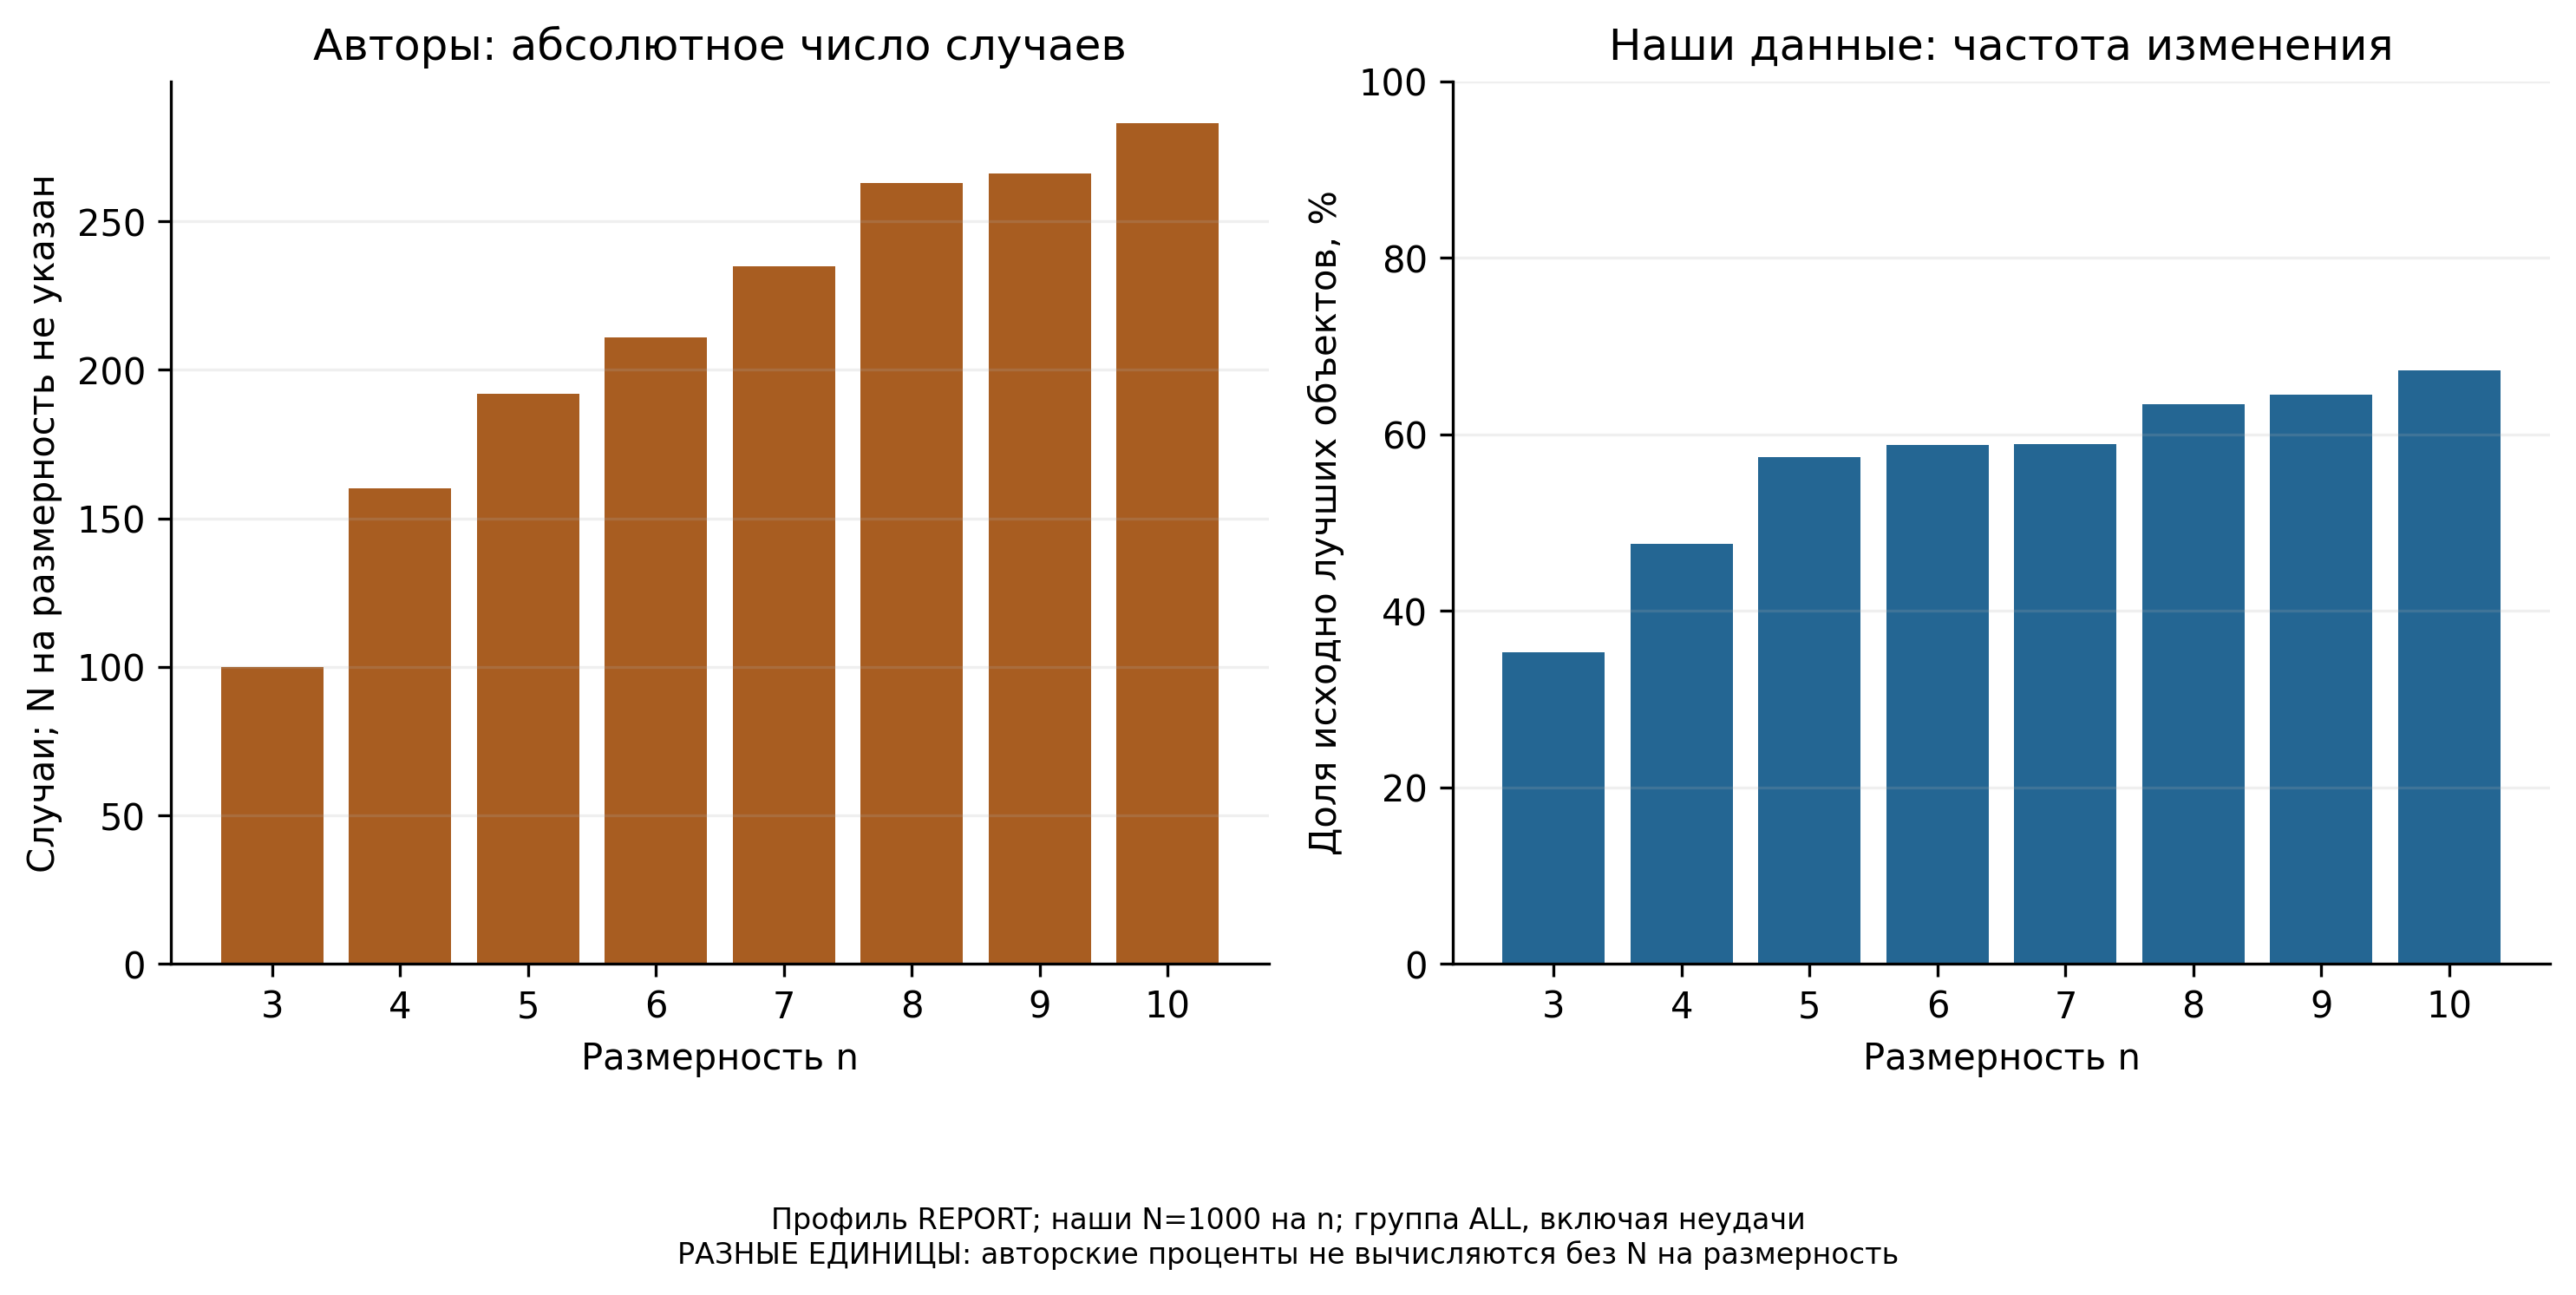 Авторы: абсолютное число случаев
Случаи; N на размерность не указан
250
200
150
100
50
0
3 4 5 6 7 8 9 10
Размерность n
Наши данные: частота изменения
Доля исходно лучших объектов, %
100
80
60
40
20
0
3 4 5 6 7 8 9 10
Размерность n
Профиль REPORT; наши N=1000 на n; группа ALL, включая неудачи
РАЗНЫЕ ЕДИНИЦЫ: авторские проценты не вычисляются без N на размерность